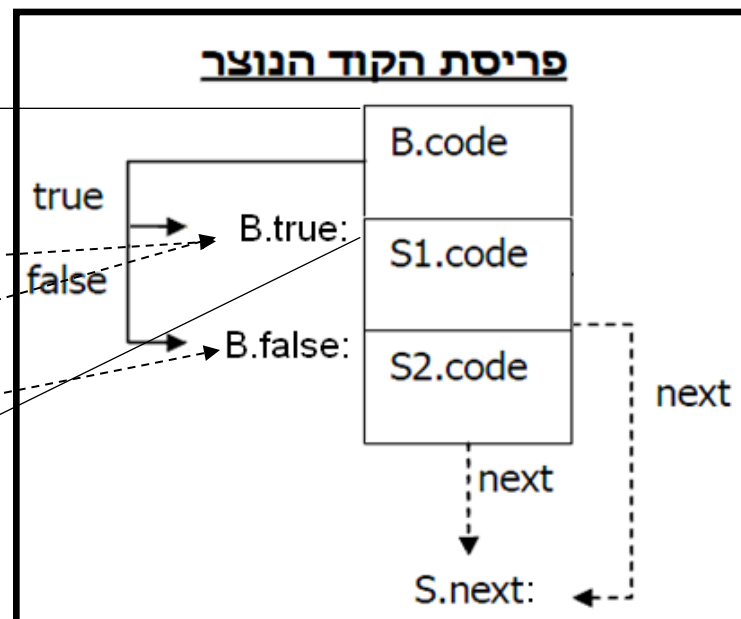 פריסת הקוד הנוצר
B.code
true
B.true:
S1.code
false
B.false:
S2.code
next
next
S.next: